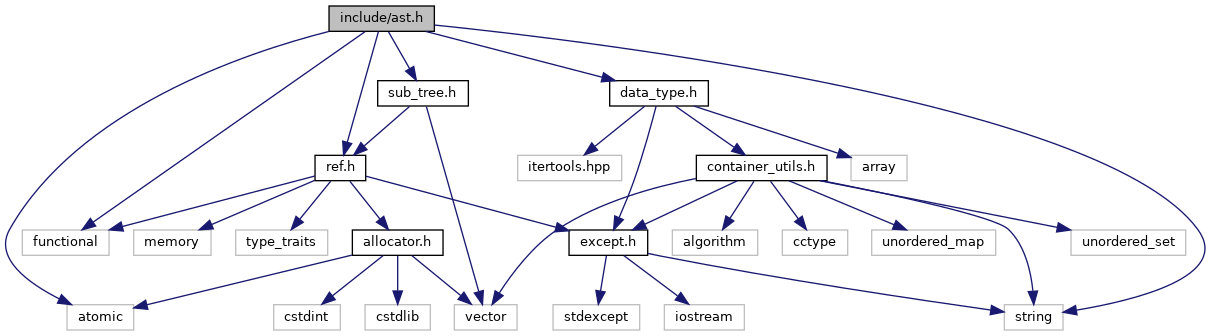 include/ast.h
sub_tree.h
data_type.h
ref.h
itertools.hpp
container_utils.h
array
functional
memory
type_traits
allocator.h
except.h
algorithm
cctype
unordered_map
unordered_set
atomic
cstdint
cstdlib
vector
stdexcept
iostream
string